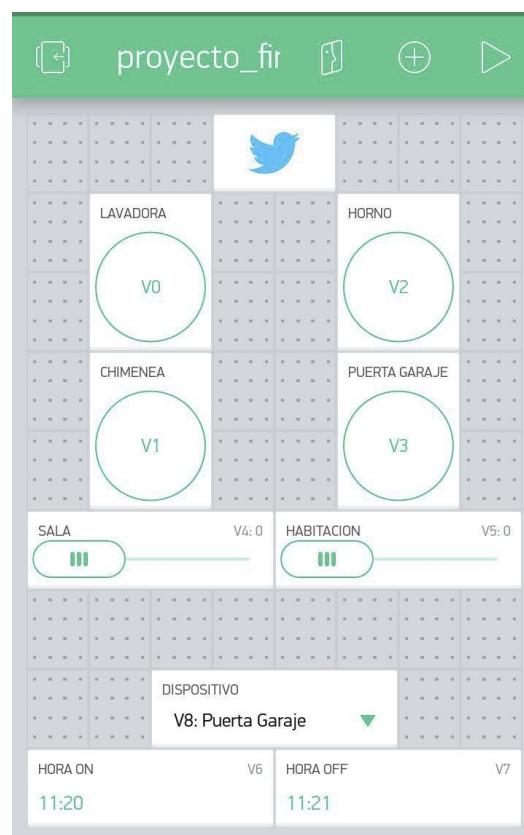 proyecto_fir
LAVADORA
HORNO
V0
V2
CHIMENEA
PUERTA GARAJE
V1
V3
SALA V4: 0
HABITACION V5: 0
DISPOSITIVO
V8: Puerta Garaje
HORA ON V6
HORA OFF V7
11:20
11:21